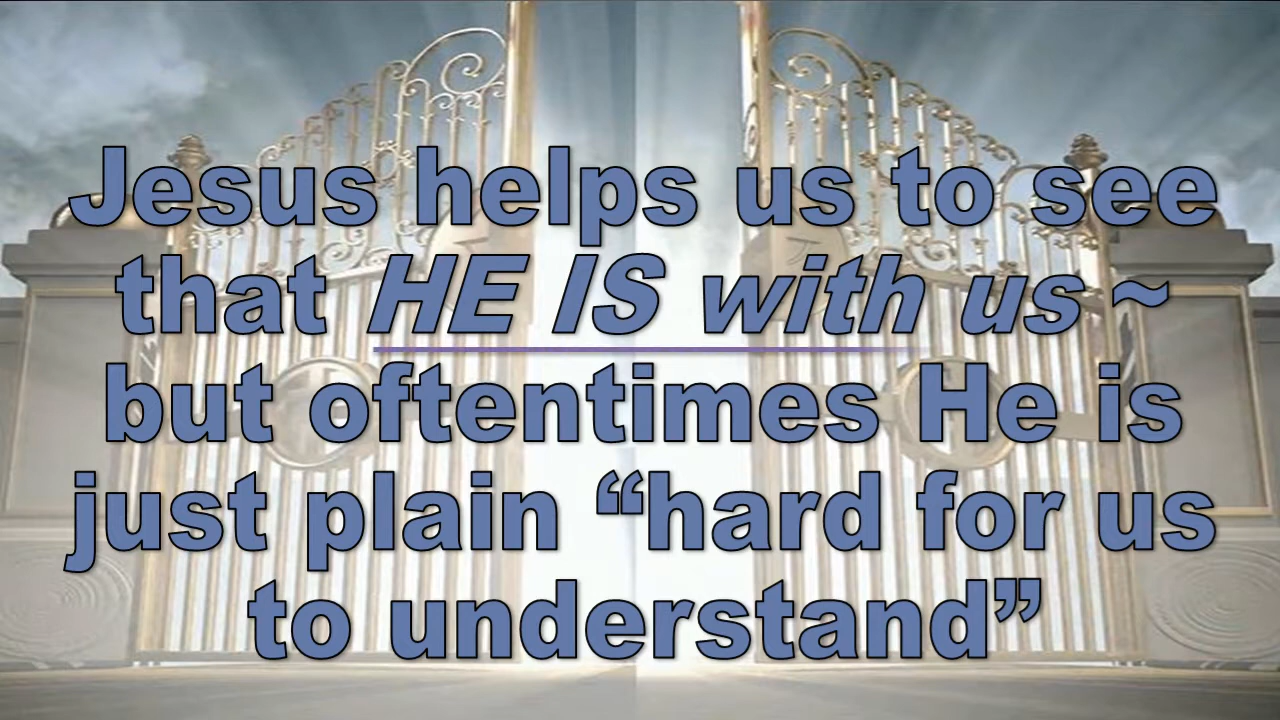 Jesus helps us to see
that HE IS with us ~
but oftentimes He is
just plain “hard for us
to understand”